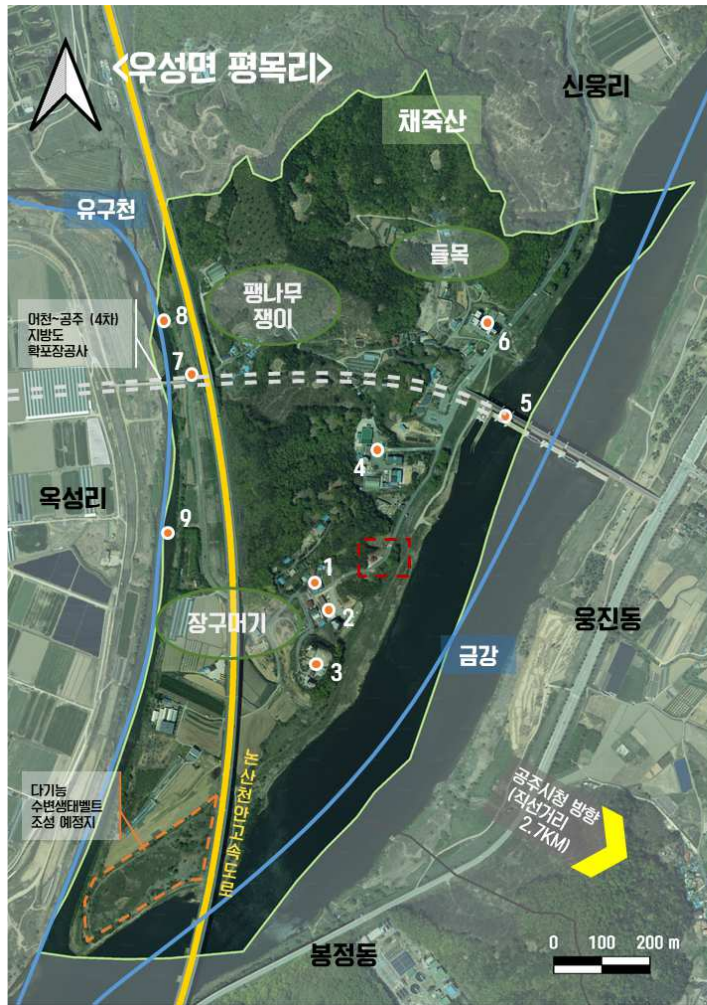 <우성면 평목리>
신웅리
채죽산
유구천
들목
팽나무
쟁이
어천~공주 (4차)
지방도
확포장공사
8
7
6
5
4
옥성리
9
1
2
장구머기
3
웅진동
금강
다기능
수변생태벨트
조성 예정지
논산천안고속도로
공주시청 방향
(직선거리
2.7KM)
봉정동
0 100 200 m